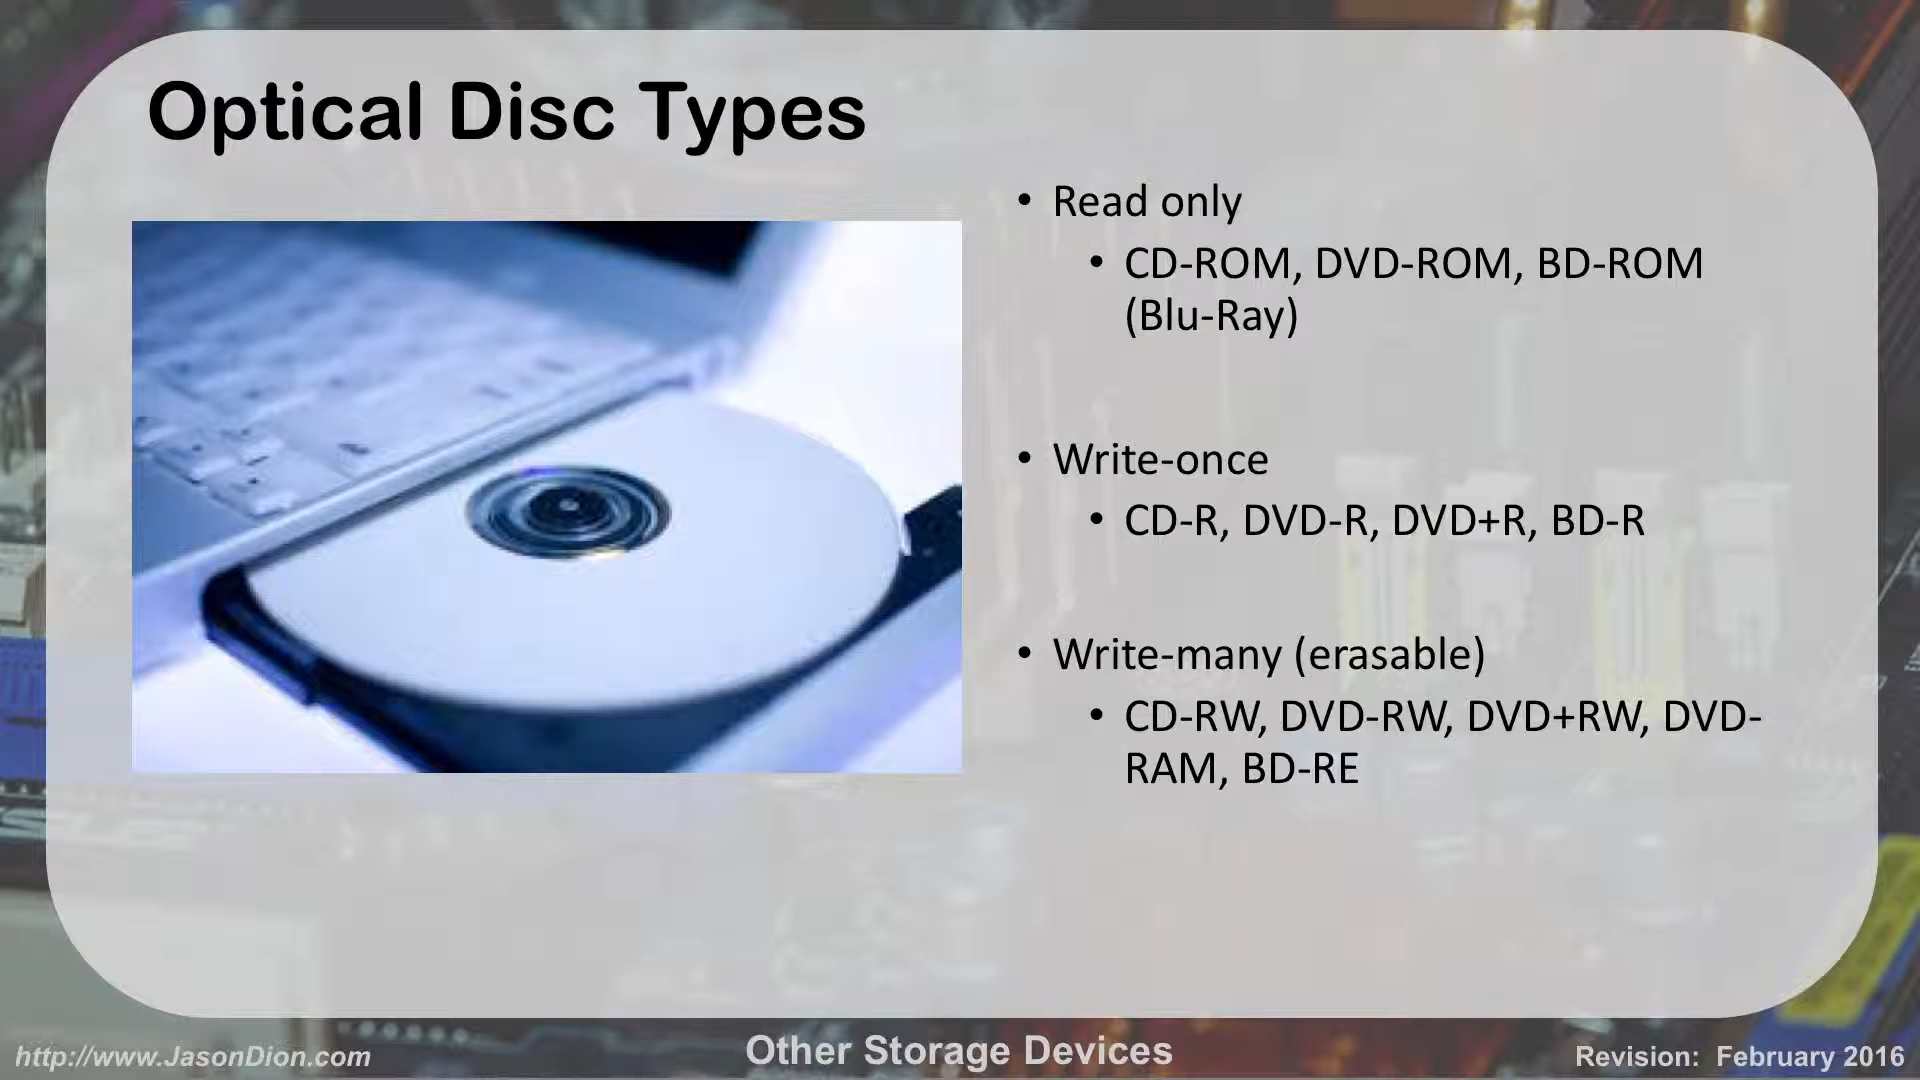 Optical Disc Types
• Read only
• CD-ROM, DVD-ROM, BD-ROM
(Blu-Ray)
• Write-once
• CD-R, DVD-R, DVD+R, BD-R
• Write-many (erasable)
• CD-RW, DVD-RW, DVD+RW, DVD-
RAM, BD-RE
http://www.JasonDion.com
Other Storage Devices
Revision: February 2016